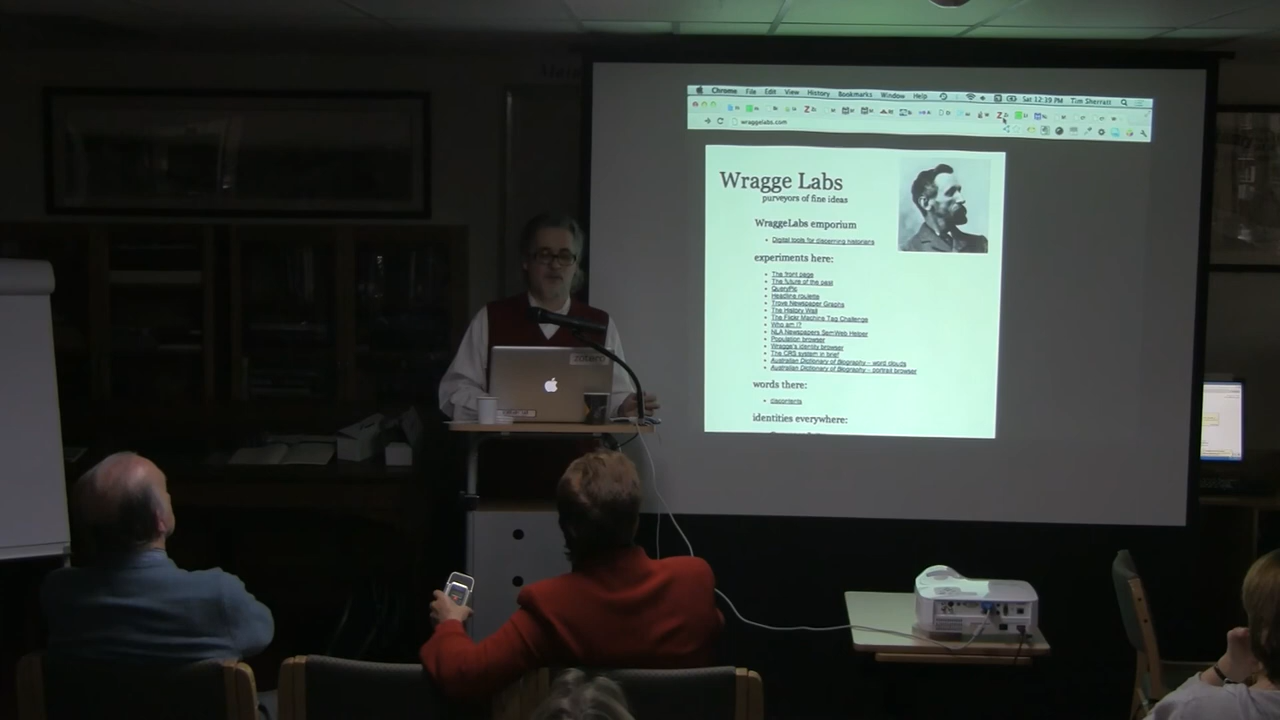 Chrome File Edit View History Bookmarks Window Help Sat 12:39 PM Tim Sherratt
wraggelabs.com
Wragge Labs
purveyors of fine ideas
WraggeLabs emporium
Digital tools for discerning historians
experiments here:
The front page
The future of the past
QueryPic
Headline roulette
Trove Newspaper Graphs
The History Wall
The Flickr Machine Tag Challenge
Who am I?
NLA Newspapers SemWeb Helper
Population browser
Wragge's identity browser
The CRS system in brief
Australian Dictionary of Biography – word clouds
Australian Dictionary of Biography – portrait browser
words there:
discontents
identities everywhere:
zotero